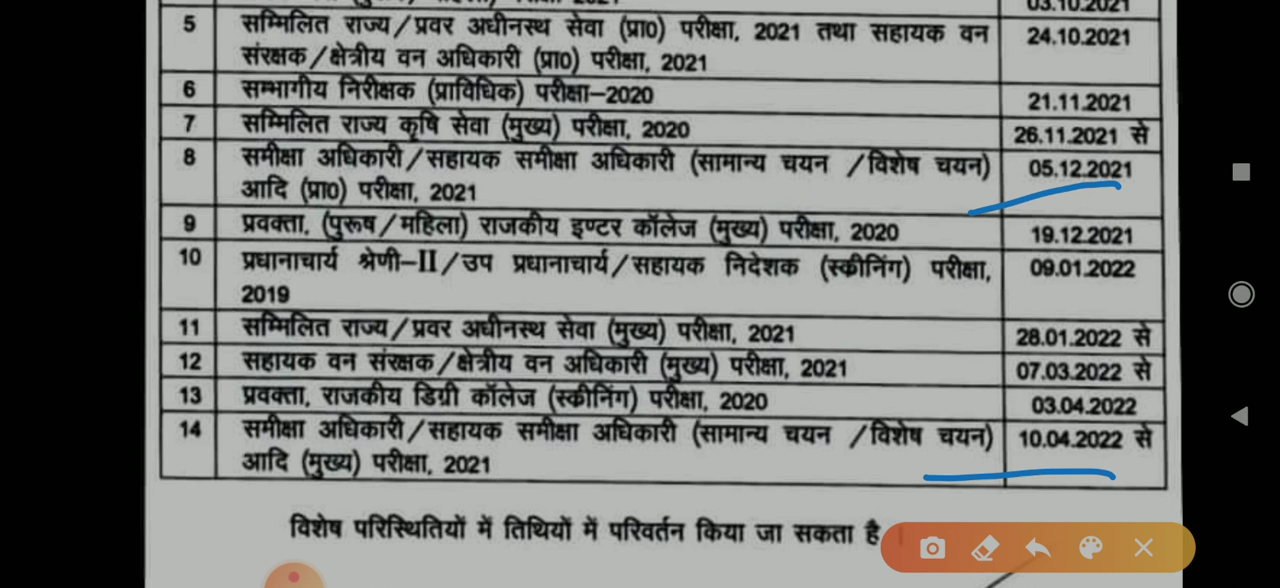 03.10.2021
5 सम्मिलित राज्य/प्रवर अधीनस्थ सेवा (प्रा0) परीक्षा, 2021 तथा सहायक वन 24.10.2021
संरक्षक/क्षेत्रीय वन अधिकारी (प्रा0) परीक्षा, 2021
6 सम्भागीय निरीक्षक (प्राविधिक) परीक्षा–2020 21.11.2021
7 सम्मिलित राज्य कृषि सेवा (मुख्य) परीक्षा, 2020 26.11.2021 से
8 समीक्षा अधिकारी/सहायक समीक्षा अधिकारी (सामान्य चयन /विशेष चयन) 05.12.2021
आदि (प्रा0) परीक्षा, 2021
9 प्रवक्ता, (पुरूष/महिला) राजकीय इण्टर कॉलेज (मुख्य) परीक्षा, 2020 19.12.2021
10 प्रधानाचार्य श्रेणी–II/उप प्रधानाचार्य/सहायक निदेशक (स्कीनिंग) परीक्षा, 09.01.2022
2019
11 सम्मिलित राज्य/प्रवर अधीनस्थ सेवा (मुख्य) परीक्षा, 2021 28.01.2022 से
12 सहायक वन संरक्षक/क्षेत्रीय वन अधिकारी (मुख्य) परीक्षा, 2021 07.03.2022 से
13 प्रवक्ता, राजकीय डिग्री कॉलेज (स्कीनिंग) परीक्षा, 2020 03.04.2022
14 समीक्षा अधिकारी/सहायक समीक्षा अधिकारी (सामान्य चयन /विशेष चयन) 10.04.2022 से
आदि (मुख्य) परीक्षा, 2021
विशेष परिस्थितियों में तिथियों में परिवर्तन किया जा सकता है ।